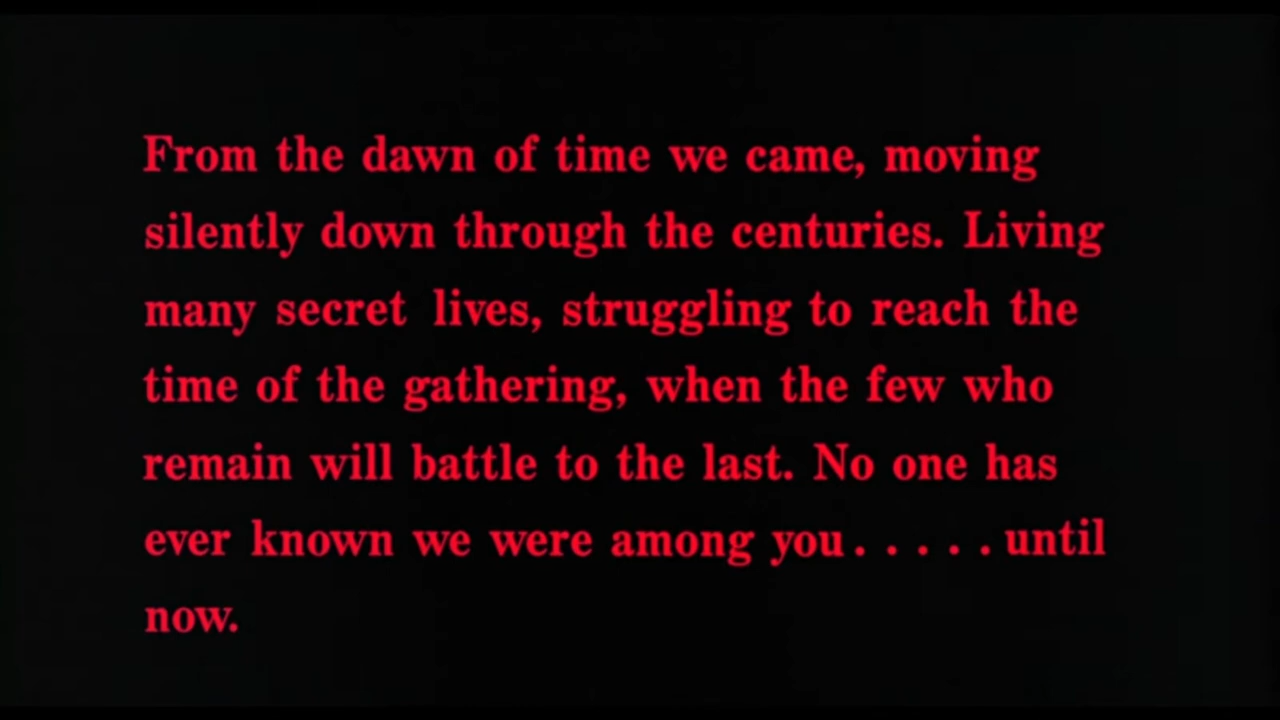 From the dawn of time we came, moving
silently down through the centuries. Living
many secret lives, struggling to reach the
time of the gathering, when the few who
remain will battle to the last. No one has
ever known we were among you. . . . . until
now.